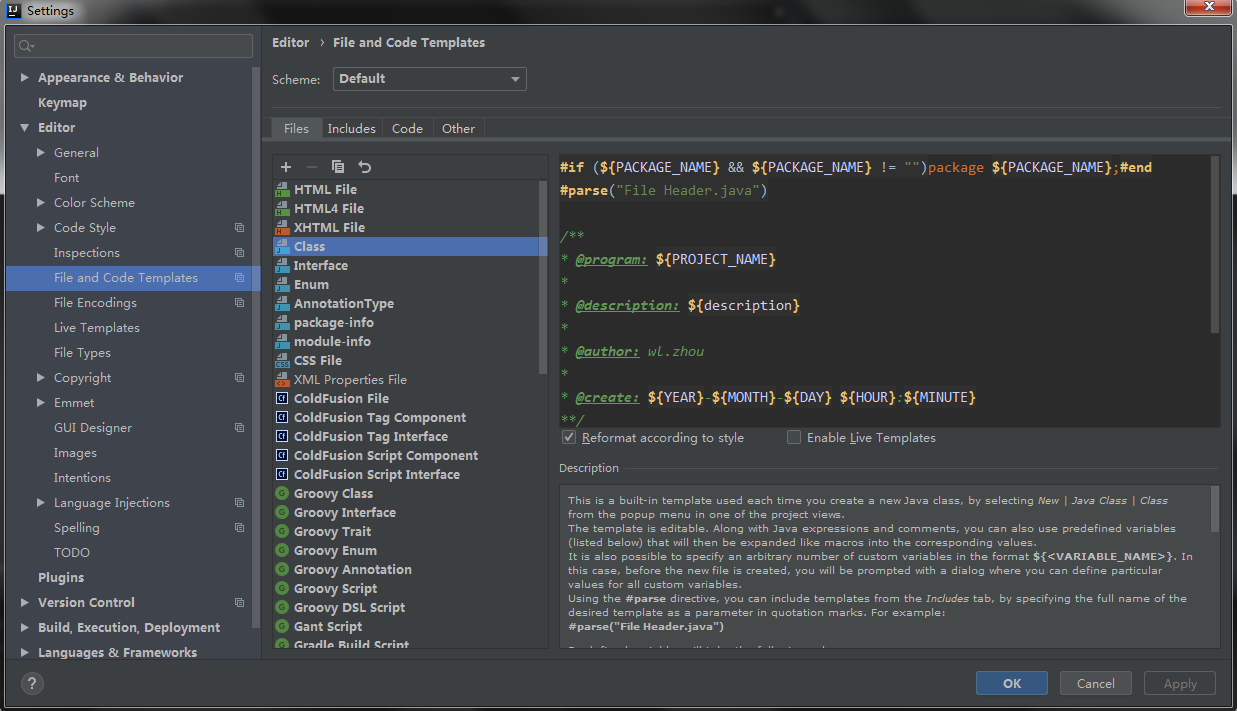 Settings
Appearance & Behavior
Keymap
Editor
General
Font
Color Scheme
Code Style
Inspections
File and Code Templates
File Encodings
Live Templates
File Types
Copyright
Emmet
GUI Designer
Images
Intentions
Language Injections
Spelling
TODO
Plugins
Version Control
Build, Execution, Deployment
Languages & Frameworks
Editor › File and Code Templates
Scheme: Default
Files Includes Code Other
HTML File
HTML4 File
XHTML File
Class
Interface
Enum
AnnotationType
package-info
module-info
CSS File
XML Properties File
ColdFusion File
ColdFusion Tag Component
ColdFusion Tag Interface
ColdFusion Script Component
ColdFusion Script Interface
Groovy Class
Groovy Interface
Groovy Trait
Groovy Enum
Groovy Annotation
Groovy Script
Groovy DSL Script
Gant Script
Gradle Build Script
#if (${PACKAGE_NAME} && ${PACKAGE_NAME} != "")package ${PACKAGE_NAME};#end
#parse("File Header.java")
/**
* @program: ${PROJECT_NAME}
*
* @description: ${description}
*
* @author: wl.zhou
*
* @create: ${YEAR}-${MONTH}-${DAY} ${HOUR}:${MINUTE}
**/
Reformat according to style Enable Live Templates
Description
This is a built-in template used each time you create a new Java class, by selecting New | Java Class | Class
from the popup menu in one of the project views.
The template is editable. Along with Java expressions and comments, you can also use predefined variables
(listed below) that will then be expanded like macros into the corresponding values.
It is also possible to specify an arbitrary number of custom variables in the format ${<VARIABLE_NAME>}. In
this case, before the new file is created, you will be prompted with a dialog where you can define particular
values for all custom variables.
Using the #parse directive, you can include templates from the Includes tab, by specifying the full name of the
desired template as a parameter in quotation marks. For example:
#parse("File Header.java")
?
OK Cancel Apply